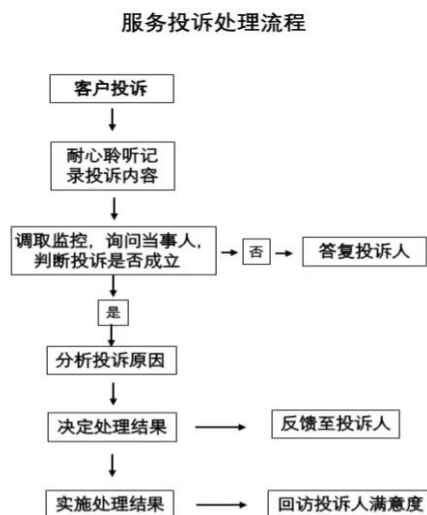 服务投诉处理流程
客户投诉
耐心聆听记
录投诉内容
调取监控，询问当事人，
判断投诉是否成立
否
答复投诉人
是
分析投诉原因
决定处理结果
反馈至投诉人
实施处理结果
回访投诉人满意度